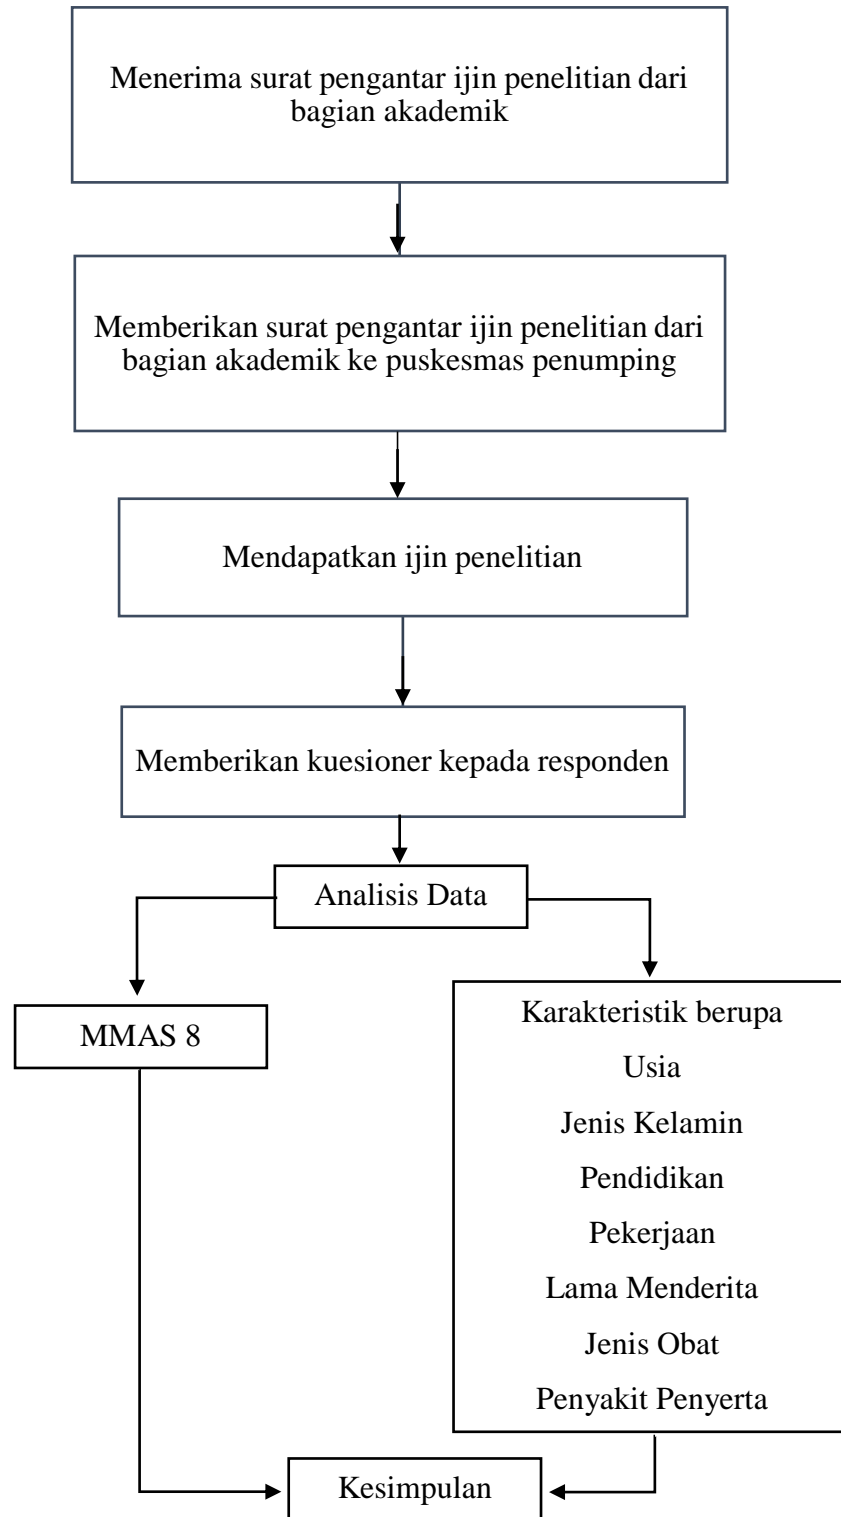 Menerima surat pengantar ijin penelitian dari
bagian akademik
Memberikan surat pengantar ijin penelitian dari
bagian akademik ke puskesmas penumping
Mendapatkan ijin penelitian
Memberikan kuesioner kepada responden
Analisis Data
MMAS 8
Karakteristik berupa
Usia
Jenis Kelamin
Pendidikan
Pekerjaan
Lama Menderita
Jenis Obat
Penyakit Penyerta
Kesimpulan